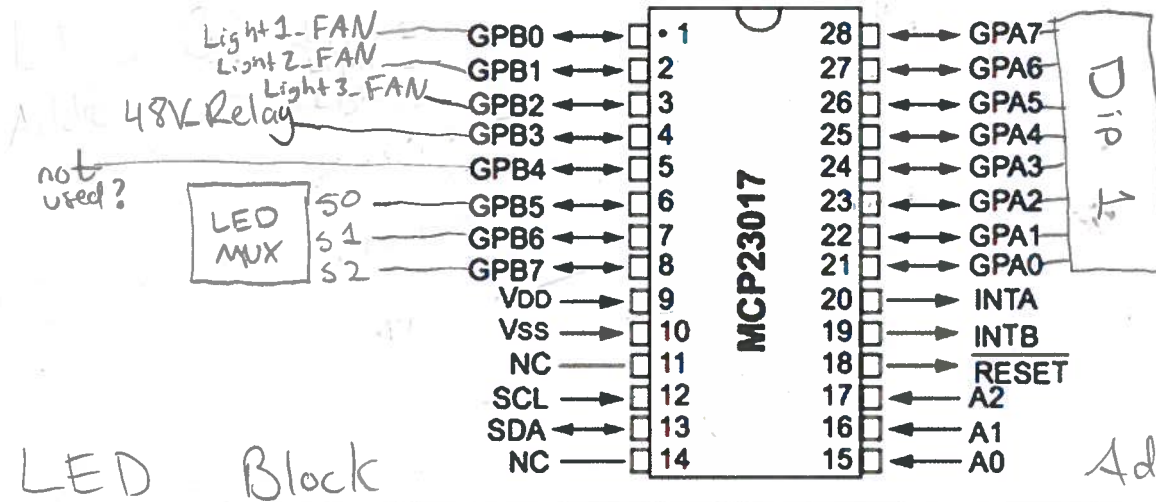 Light1_FAN GPB0 1 28 GPA7
Light2_FAN GPB1 2 27 GPA6
Light3_FAN GPB2 3 26 GPA5
48V_Relay GPB3 4 25 GPA4
not used? GPB4 5 24 GPA3
S0 GPB5 6 23 GPA2
LED MUX S1 GPB6 7 22 GPA1
S2 GPB7 8 21 GPA0
Dip 1
MCP23017
VDD 9 20 INTA
VSS 10 19 INTB
NC 11 18 RESET
SCL 12 17 A2
SDA 13 16 A1
NC 14 15 A0
LED Block Ad